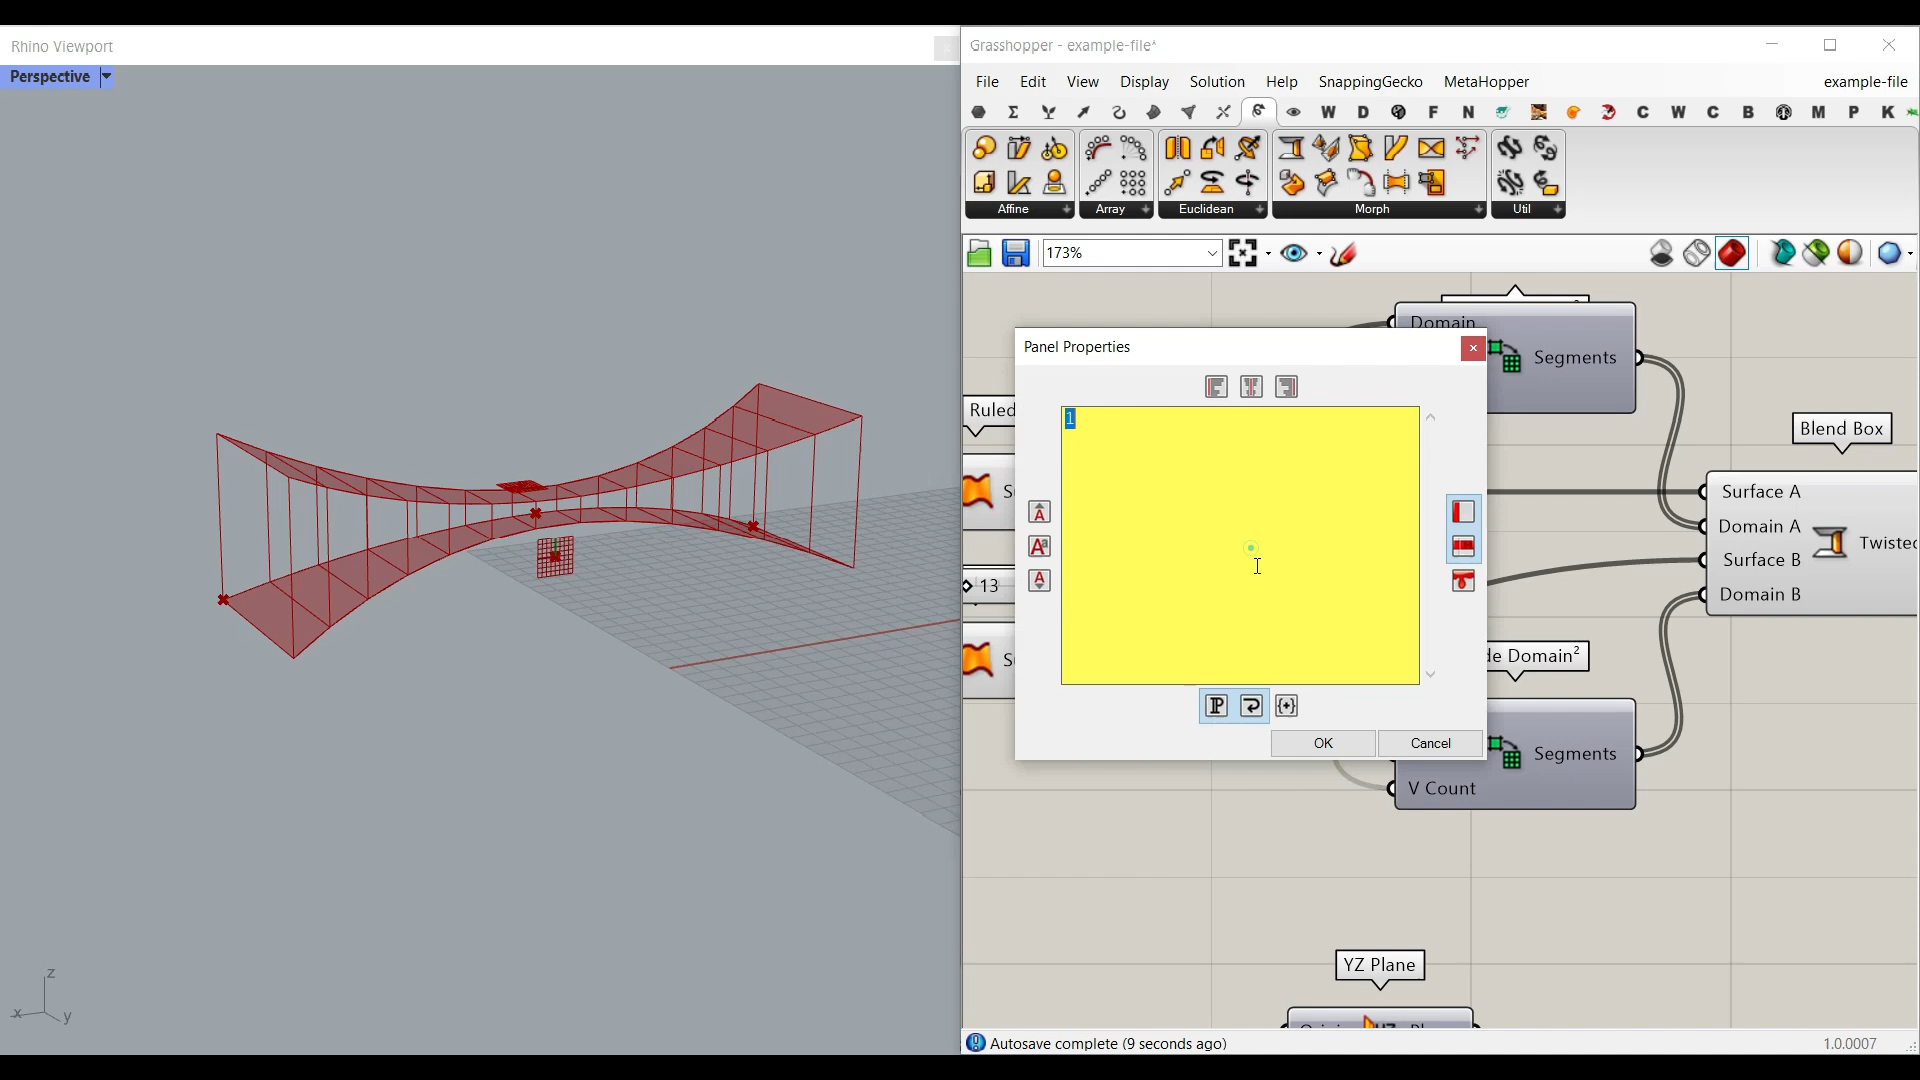 Rhino Viewport
Perspective
z
x
y
Grasshopper - example-file*
File Edit View Display Solution Help SnappingGecko MetaHopper example-file
W D F N C W C B M P K
Affine Array Euclidean Morph Util
173%
Domain
Segments
Panel Properties
1
Ruled
Blend Box
Surface A
Domain A
Surface B
Domain B
Twisted
13
de Domain²
OK Cancel
Segments
V Count
YZ Plane
Autosave complete (9 seconds ago)
1.0.0007